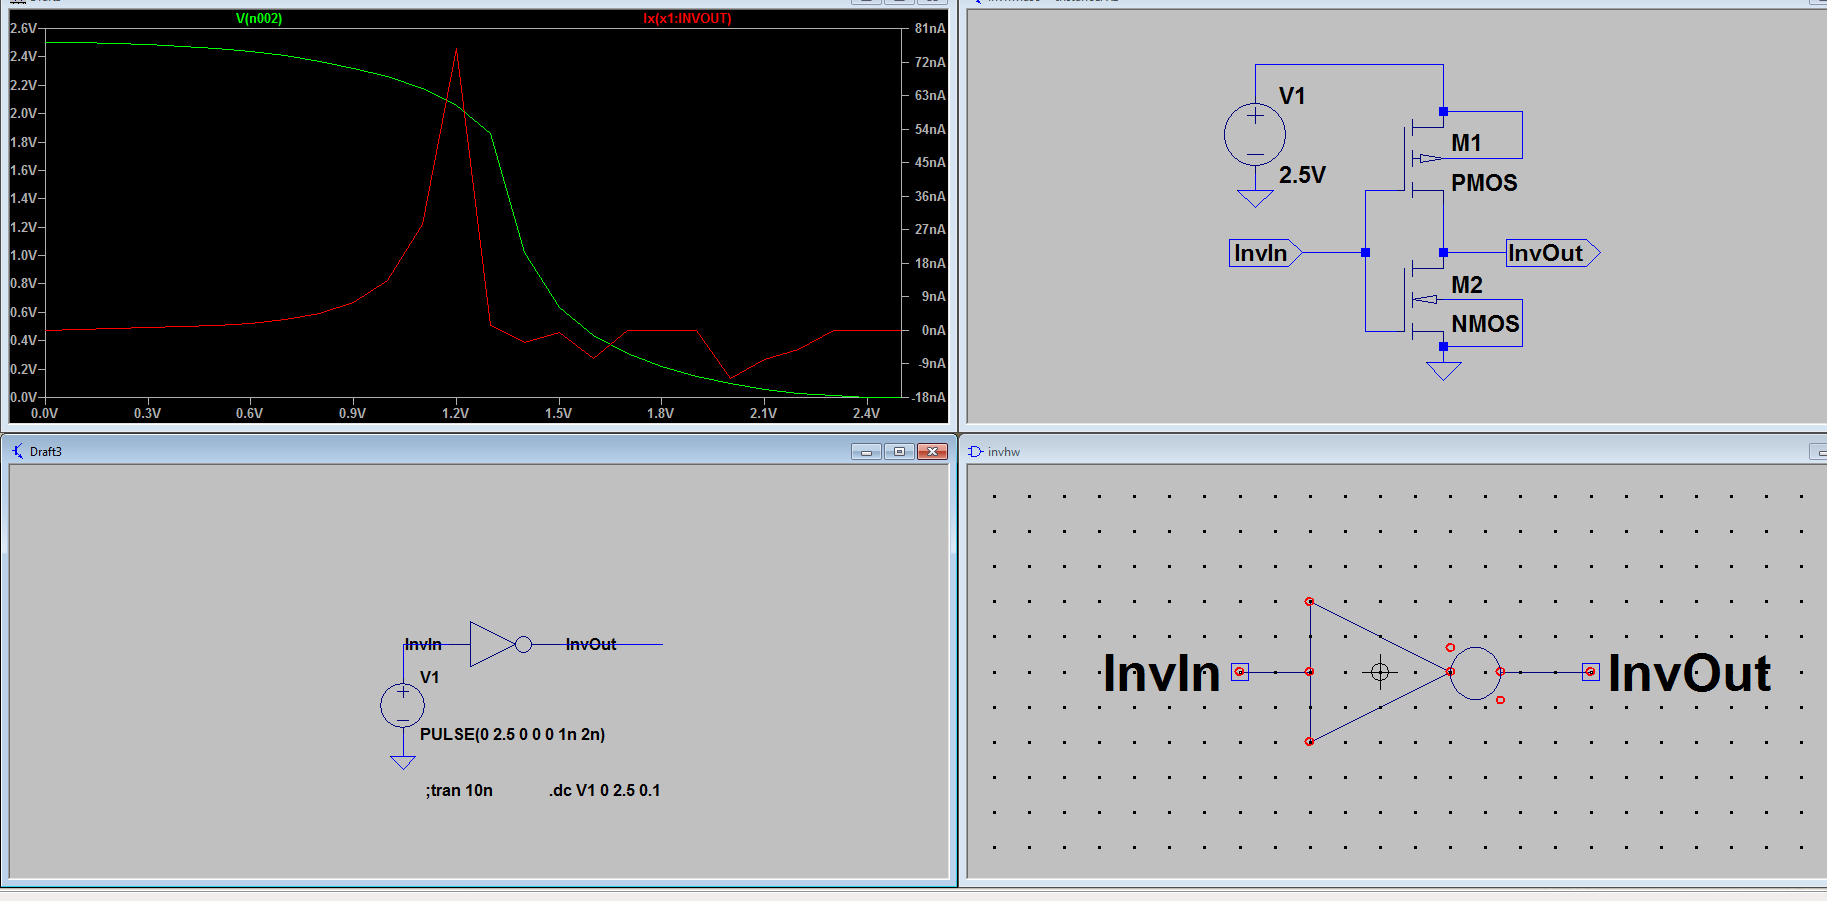 V(n002)
Ix(x1:INVOUT)
2.6V
2.4V
2.2V
2.0V
1.8V
1.6V
1.4V
1.2V
1.0V
0.8V
0.6V
0.4V
0.2V
0.0V
81nA
72nA
63nA
54nA
45nA
36nA
27nA
18nA
9nA
0nA
-9nA
-18nA
0.0V 0.3V 0.6V 0.9V 1.2V 1.5V 1.8V 2.1V 2.4V
V1
2.5V
M1
PMOS
InvIn
InvOut
M2
NMOS
Draft3
InvIn
InvOut
V1
PULSE(0 2.5 0 0 0 1n 2n)
;tran 10n
.dc V1 0 2.5 0.1
invhw
InvIn
InvOut